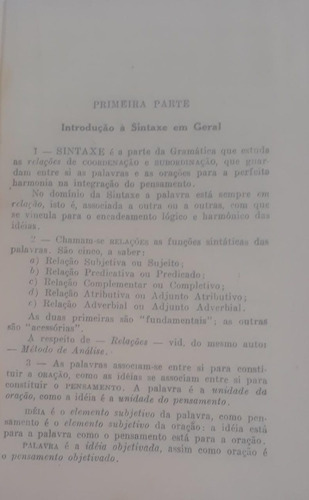 PRIMEIRA PARTE
Introdução à Sintaxe em Geral
1 — SINTAXE é a parte da Gramática que estuda
as relações de COORDENAÇÃO e SUBORDINAÇÃO, que guar-
dam entre si as palavras e as orações para a perfeita
harmonia na integração do pensamento.
No domínio da Sintaxe a palavra está sempre em
relação, isto é, associada a outra ou a outras, com que
se vincula para o encadeamento lógico e harmônico das
idéias.
2 — Chamam-se RELAÇÕES as funções sintáticas das
palavras. São cinco, a saber:
a) Relação Subjetiva ou Sujeito;
b) Relação Predicativa ou Predicado;
c) Relação Complementar ou Completivo;
d) Relação Atributiva ou Adjunto Atributivo;
e) Relação Adverbial ou Adjunto Adverbial.
As duas primeiras são "fundamentais"; as outras
são "acessórias".
A respeito de — Relações — vid. do mesmo autor
— Método de Análise.
3 — As palavras associam-se entre si para consti-
tuir a ORAÇÃO, como as idéias se associam entre si para
constituir o PENSAMENTO. A palavra é a unidade da
oração, como a idéia é a unidade do pensamento.
IDÉIA é o elemento subjetivo da palavra, como pen-
samento é o elemento subjetivo da oração: a idéia está
para a palavra como o pensamento está para a oração.
PALAVRA é a idéia objetivada, assim como oração é
o pensamento objetivado.